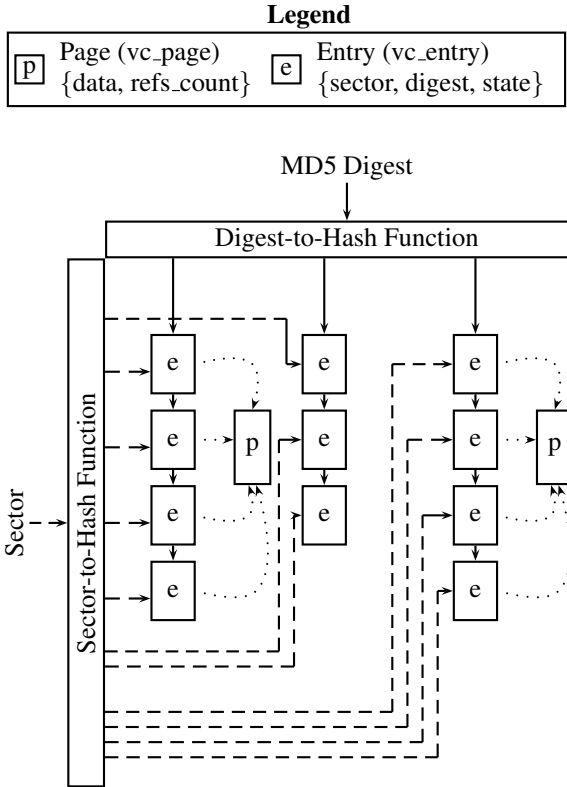 Legend
p Page (vc_page) e Entry (vc_entry)
{data, refs_count} {sector, digest, state}
MD5 Digest
Digest-to-Hash Function
Sector
Sector-to-Hash Function
e e e
e p e e p
e e e
e e